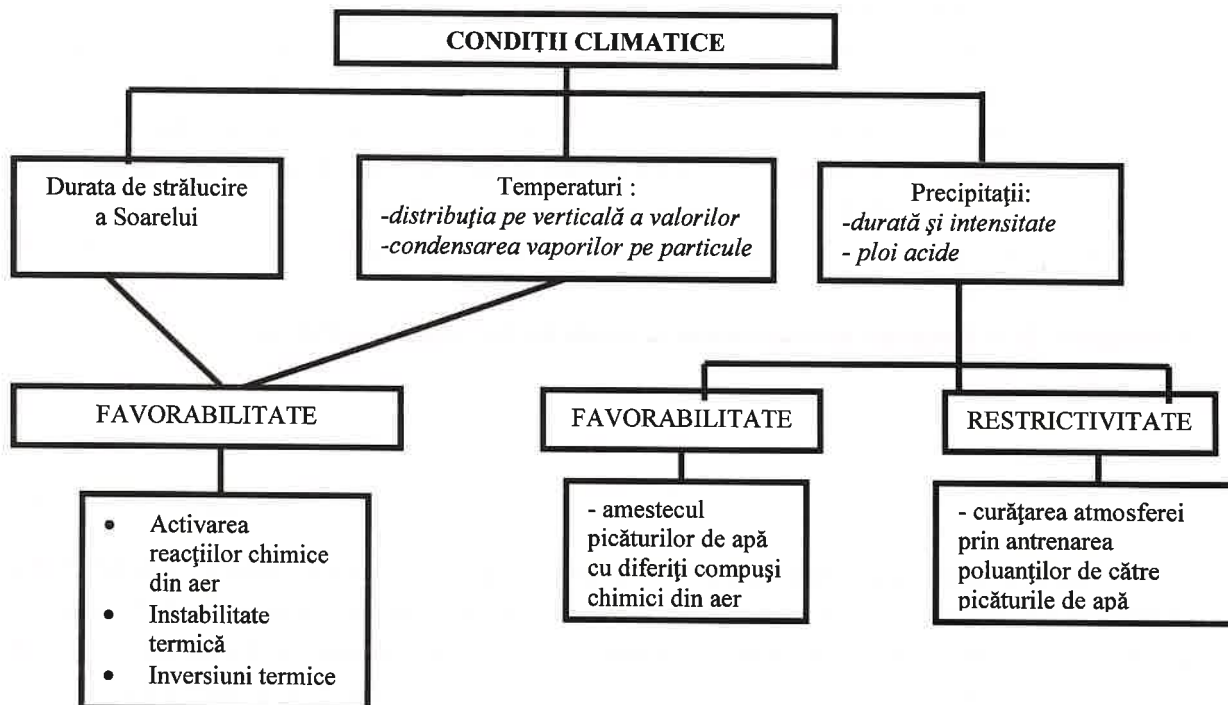 CONDIȚII CLIMATICE
Durata de strălucire
a Soarelui
Temperaturi :
-distribuția pe verticală a valorilor
-condensarea vaporilor pe particule
Precipitații:
-durată și intensitate
- ploi acide
FAVORABILITATE
FAVORABILITATE
RESTRICTIVITATE
• Activarea
reacțiilor chimice
din aer
• Instabilitate
termică
• Inversiuni termice
- amestecul
picăturilor de apă
cu diferiți compuși
chimici din aer
- curățarea atmosferei
prin antrenarea
poluanților de către
picăturile de apă